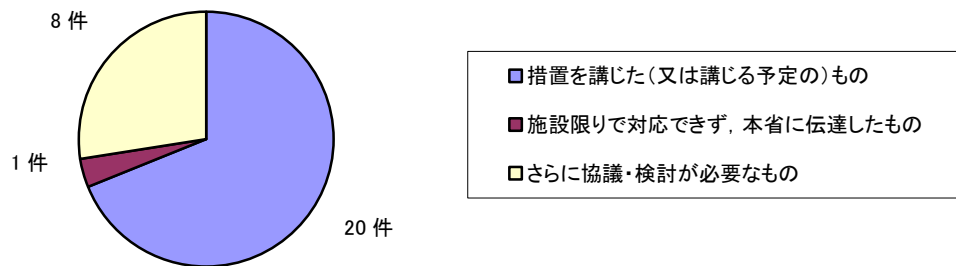 8 件
1 件
20 件
措置を講じた(又は講じる予定の)もの
施設限りで対応できず，本省に伝達したもの
さらに協議・検討が必要なもの